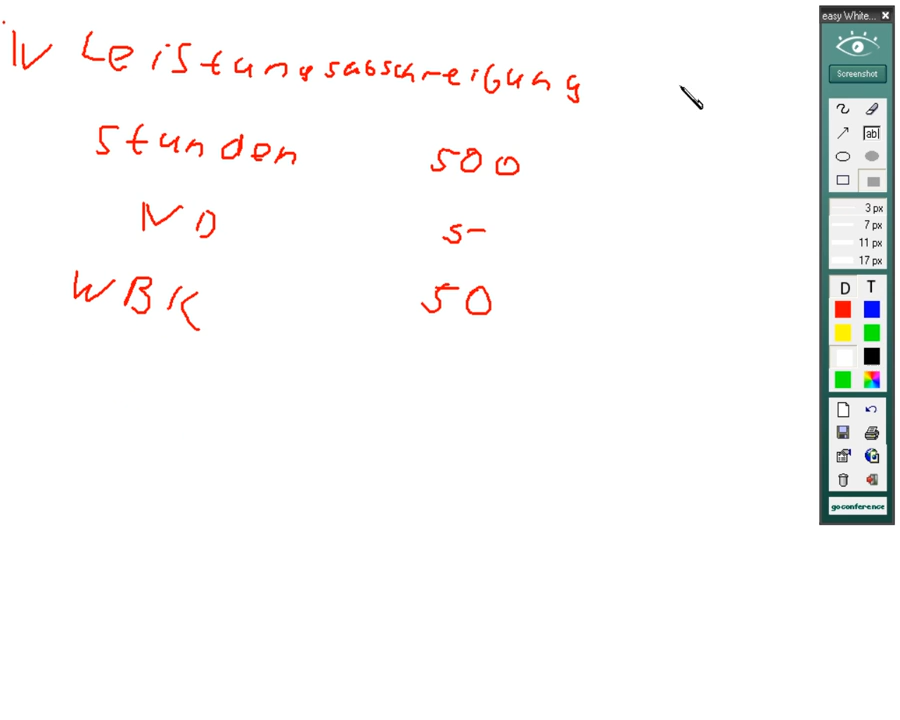 easy White...
IV Leistungsabschreibung
Screenshot
Stunden 500
ab|
ND 5-
3 px
7 px
11 px
17 px
WBK 50
D T
goconference